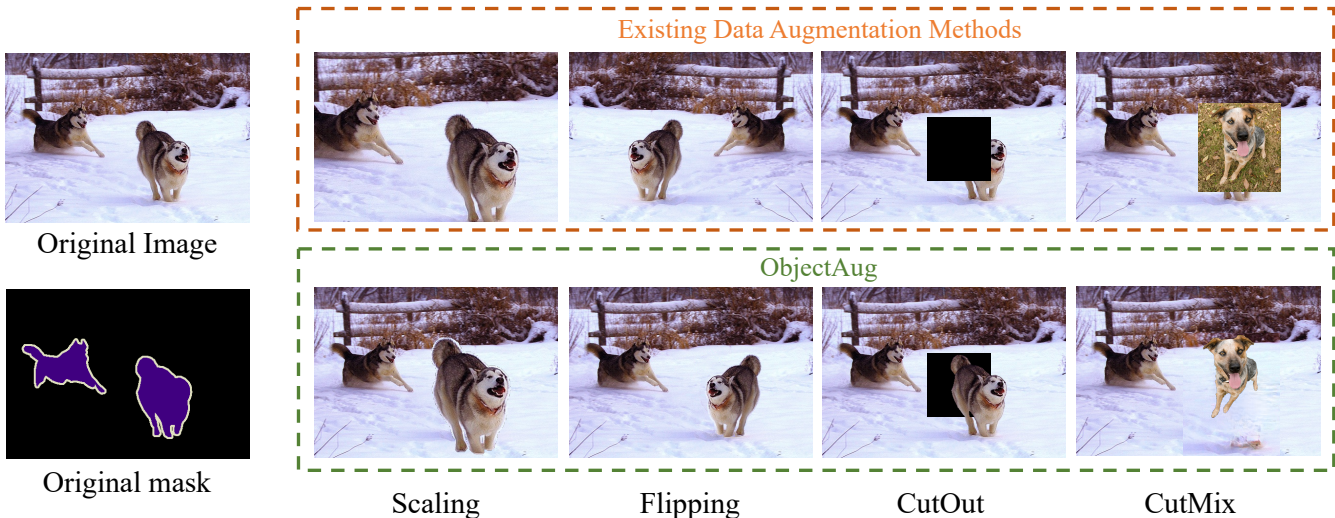 Existing Data Augmentation Methods
Original Image
ObjectAug
Original mask
Scaling
Flipping
CutOut
CutMix